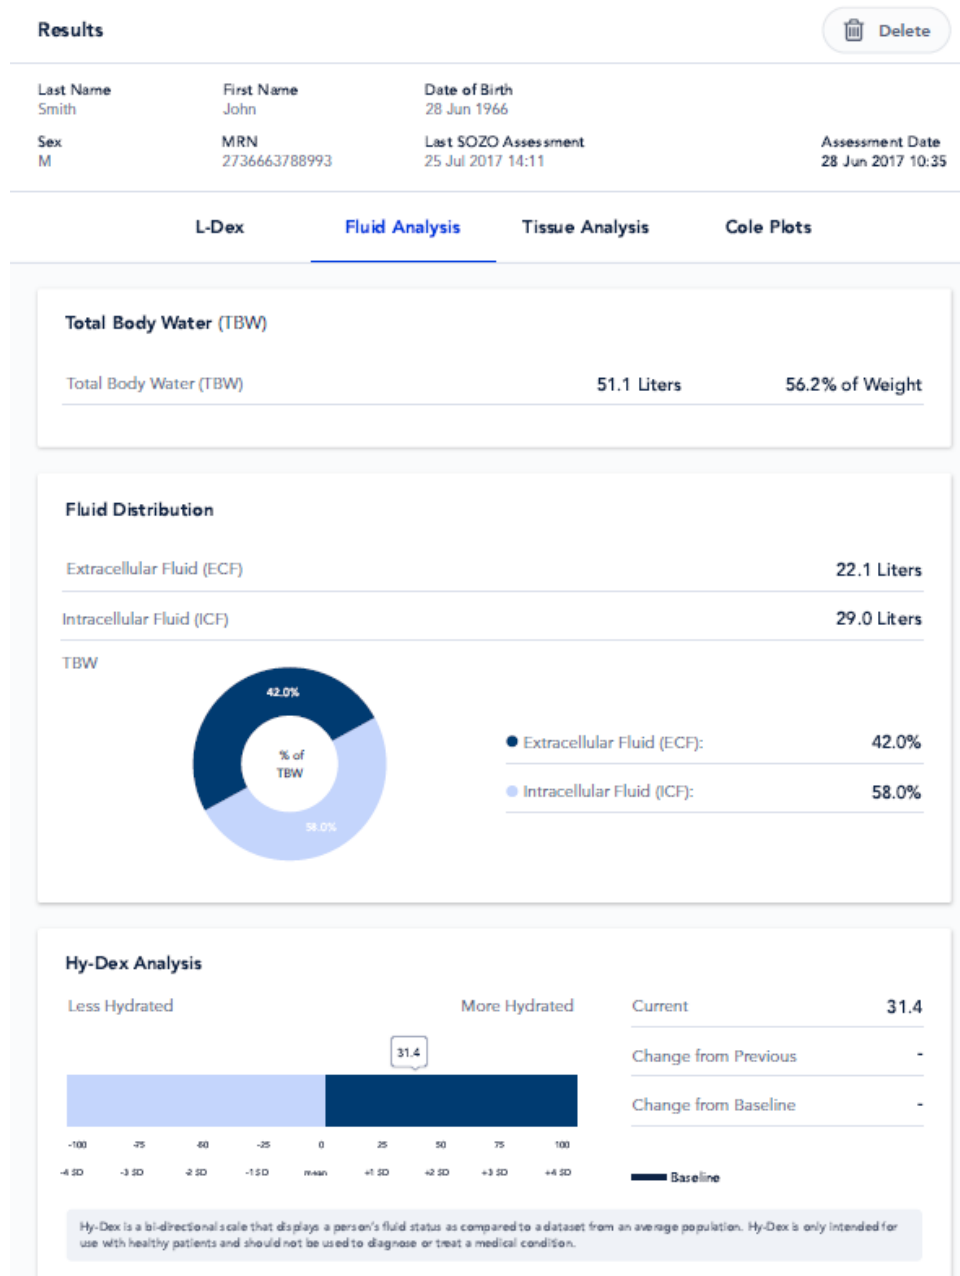 Results
Delete
Last Name First Name Date of Birth
Smith John 28 Jun 1966
Sex MRN Last SOZO Assessment Assessment Date
M 2736663788993 25 Jul 2017 14:11 28 Jun 2017 10:35
L-Dex Fluid Analysis Tissue Analysis Cole Plots
Total Body Water (TBW)
Total Body Water (TBW) 51.1 Liters 56.2% of Weight
Fluid Distribution
Extracellular Fluid (ECF) 22.1 Liters
Intracellular Fluid (ICF) 29.0 Liters
TBW
42.0%
% of
TBW
58.0%
Extracellular Fluid (ECF): 42.0%
Intracellular Fluid (ICF): 58.0%
Hy-Dex Analysis
Less Hydrated More Hydrated
31.4
-100 -75 -50 -25 0 25 50 75 100
-4 SD -3 SD -2 SD -1 SD mean +1 SD +2 SD +3 SD +4 SD
Current 31.4
Change from Previous -
Change from Baseline -
Baseline
Hy-Dex is a bi-directional scale that displays a person's fluid status as compared to a dataset from an average population. Hy-Dex is only intended for
use with healthy patients and should not be used to diagnose or treat a medical condition.